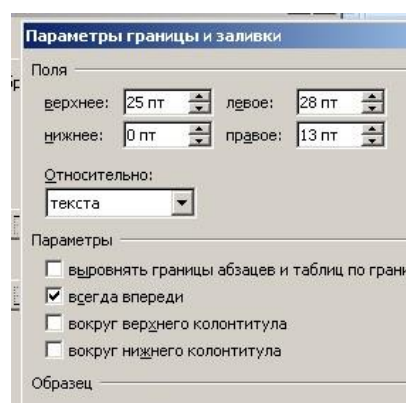 Параметры границы и заливки
Поля
верхнее: 25 пт левое: 28 пт
нижнее: 0 пт правое: 13 пт
Относительно:
текста
Параметры
выровнять границы абзацев и таблиц по
всегда впереди
вокруг верхнего колонтитула
вокруг нижнего колонтитула
Образец